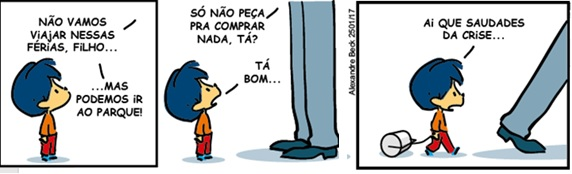 NÃO VAMOS
ViAjAR NESSAS
FÉRIAS, FiLHO...
...MAS
PODEMOS iR
AO PARQUE!
SÓ NÃO PEÇA
PRA COMPRAR
NADA, TÁ?
TÁ
BOM...
Alexandre Beck 25/01/17
Ai QUE SAUDADES
DA CRiSE...